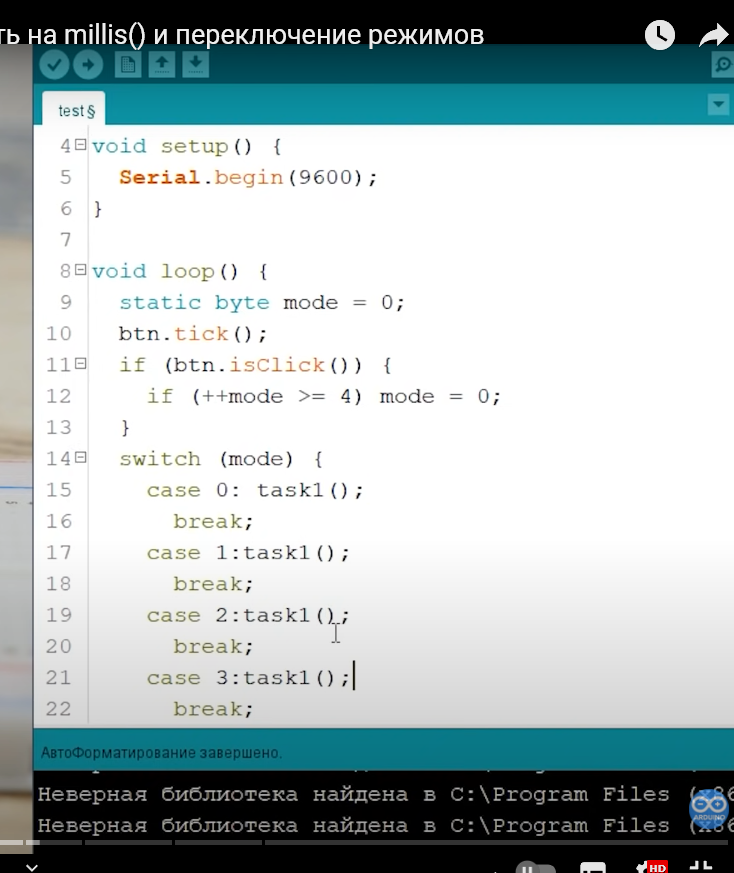 ть на millis() и переключение режимов
test §
4 void setup() {
5 Serial.begin(9600);
6 }
7
8 void loop() {
9 static byte mode = 0;
10 btn.tick();
11 if (btn.isClick()) {
12 if (++mode >= 4) mode = 0;
13 }
14 switch (mode) {
15 case 0: task1();
16 break;
17 case 1:task1();
18 break;
19 case 2:task1();
20 break;
21 case 3:task1();
22 break;
АвтоФорматирование завершено.
Неверная библиотека найдена в C:\Program Files (x86
Неверная библиотека найдена в C:\Program Files (x86
ARDUINO
HD